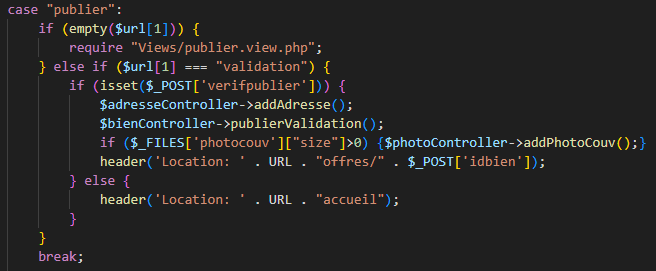 case "publier":
    if (empty($url[1])) {
        require "Views/publier.view.php";
    } else if ($url[1] === "validation") {
        if (isset($_POST['verifpublier'])) {
            $adresseController->addAdresse();
            $bienController->publierValidation();
            if ($_FILES['photocouv']["size"]>0) {$photoController->addPhotoCouv();}
            header('Location: ' . URL . "offres/" . $_POST['idbien']);
        } else {
            header('Location: ' . URL . "accueil");
        }
    }
    break;